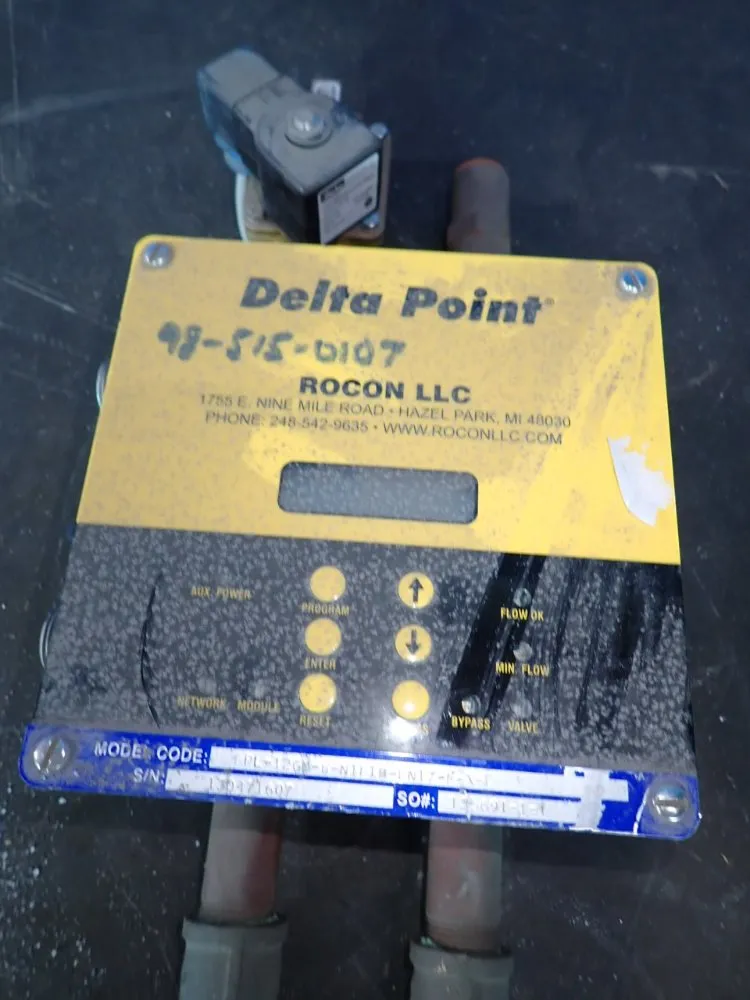 Delta Point
98-515-0107
ROCON LLC
1755 E. NINE MILE ROAD • HAZEL PARK, MI 48030
PHONE: 248-542-9635 • WWW.ROCONLLC.COM
AUX. POWER
PROGRAM
FLOW OK
ENTER
MIN. FLOW
NETWORK MODULE
RESET
BYPASS
VALVE
MODEL CODE:
S/N: 130471607
SO#: